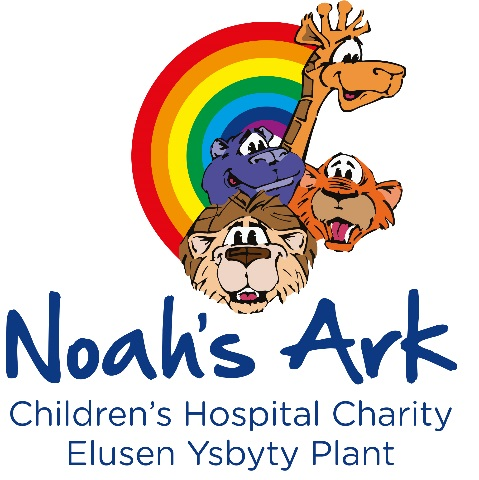 Noah's Ark
Children's Hospital Charity
Elusen Ysbyty Plant